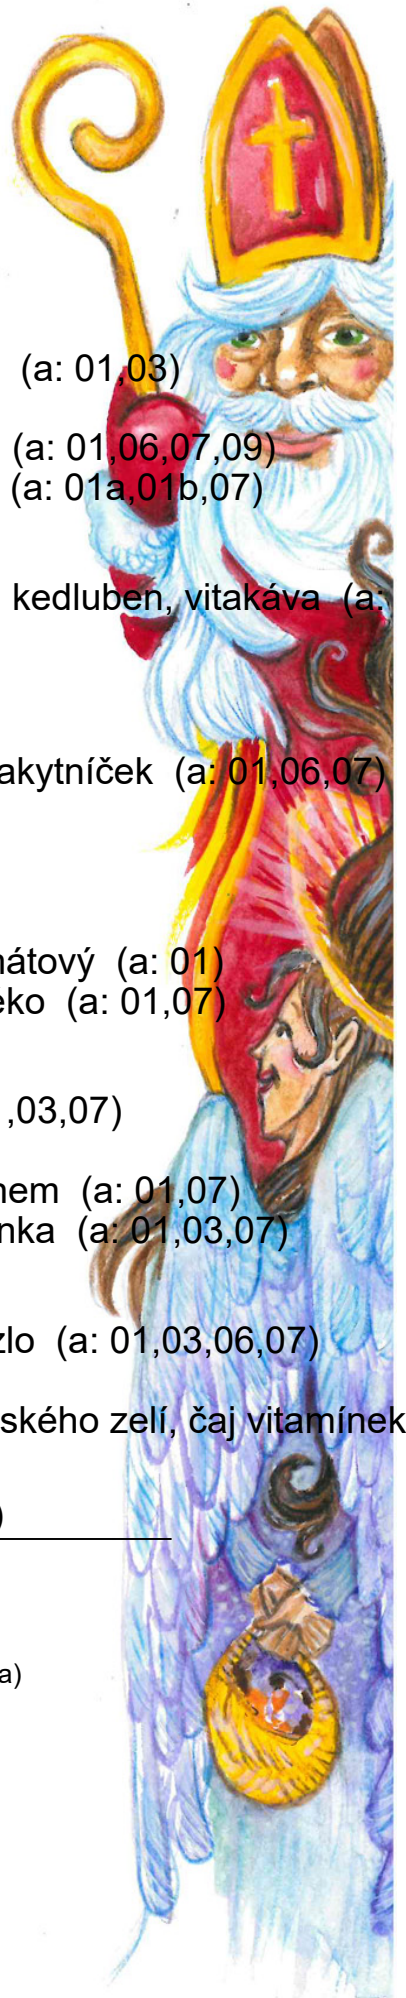 (a: 01,03)
(a: 01,06,07,09)
(a: 01a,01b,07)
kedluben, vitakáva (a:
akytníček (a: 01,06,07)
nátový (a: 01)
eko (a: 01,07)
,03,07)
nem (a: 01,07)
nka (a: 01,03,07)
zlo (a: 01,03,06,07)
ského zelí, čaj vitamínek
)
a)